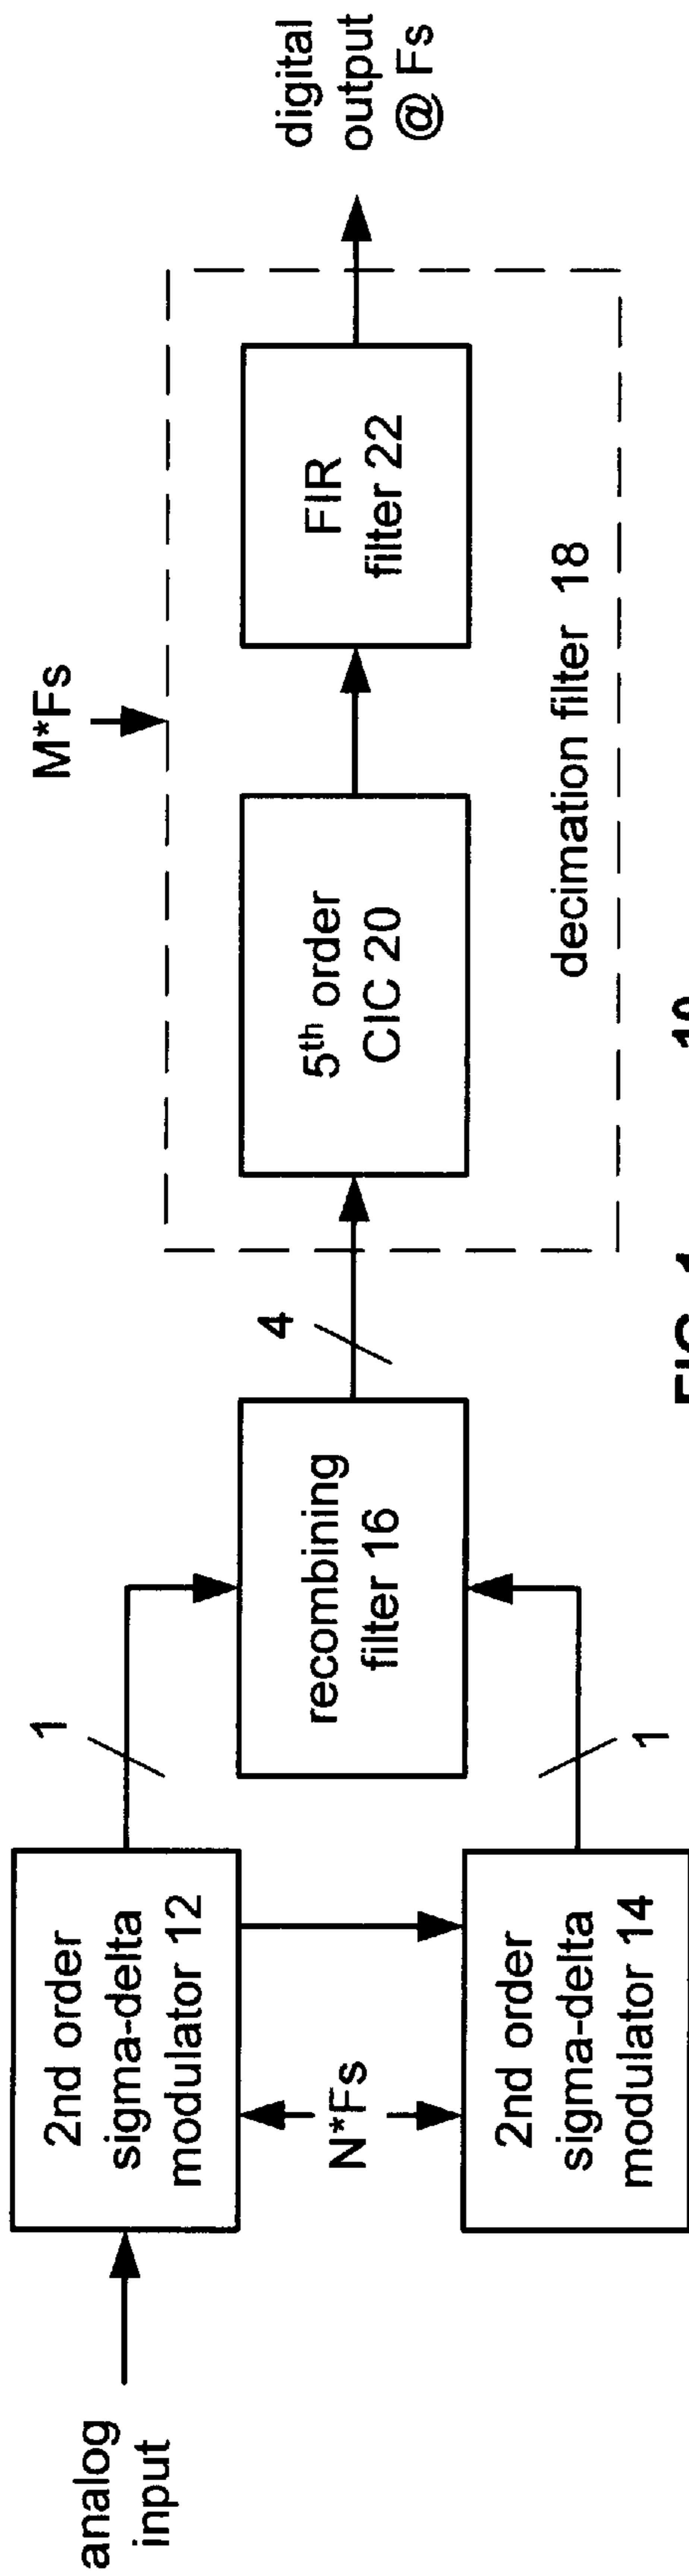 analog
input
2nd order
sigma-delta
modulator 12
N*Fs
2nd order
sigma-delta
modulator 14
1
1
recombining
filter 16
4
M*Fs
5th order
CIC 20
FIR
filter 22
decimation filter 18
digital
output
@ Fs